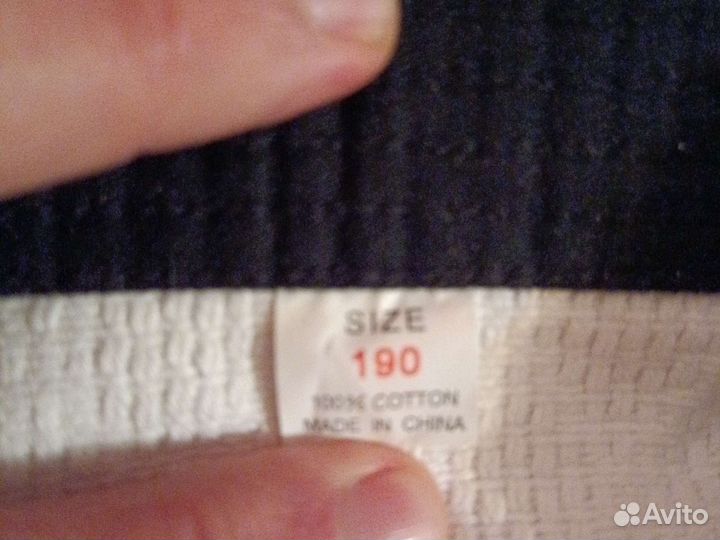 SIZE
190
100% COTTON
MADE IN CHINA
Avito